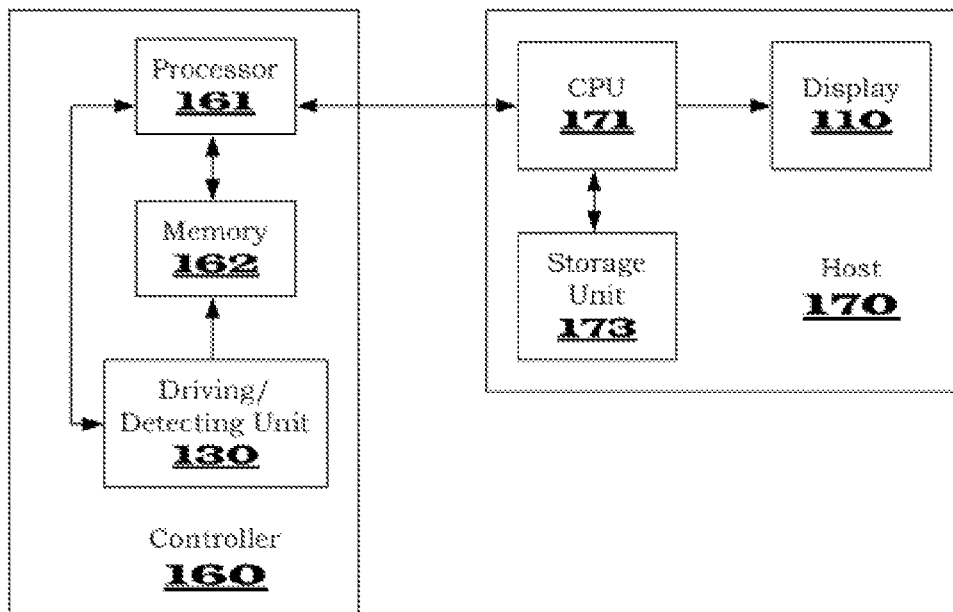 Processor
161
Memory
162
Driving/
Detecting Unit
130
Controller
160
CPU
171
Display
110
Storage
Unit
173
Host
170